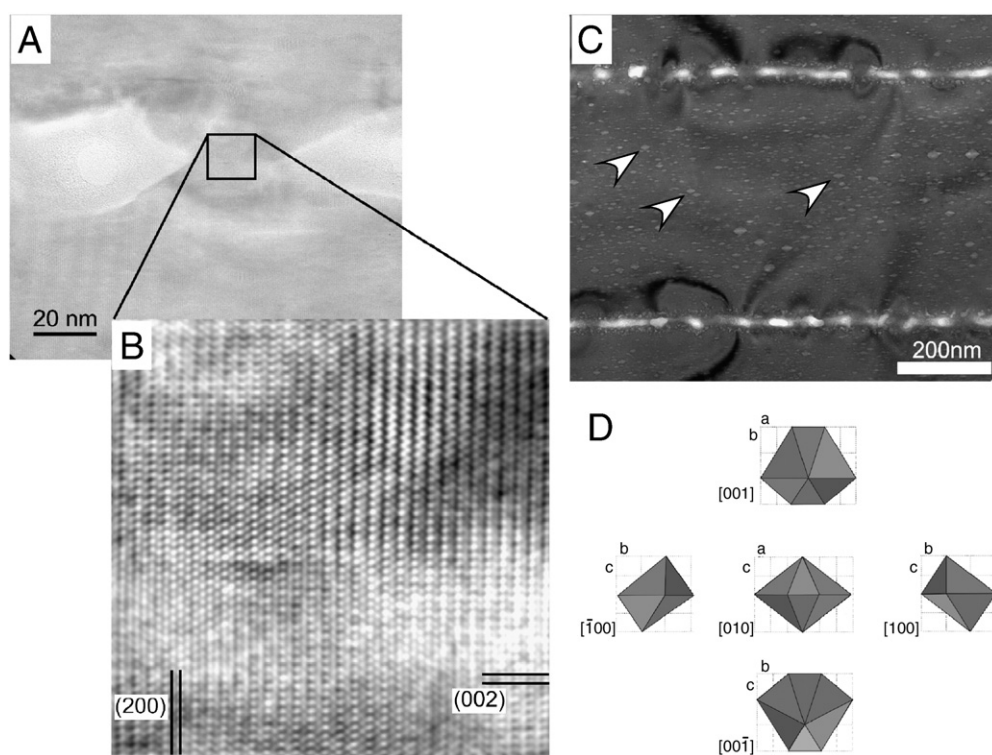 A
20 nm
B
(200)
(002)
C
200nm
D
a
b
[001]
b
c
[1̄00]
a
c
[010]
b
c
[100]
b
c
[001̄]